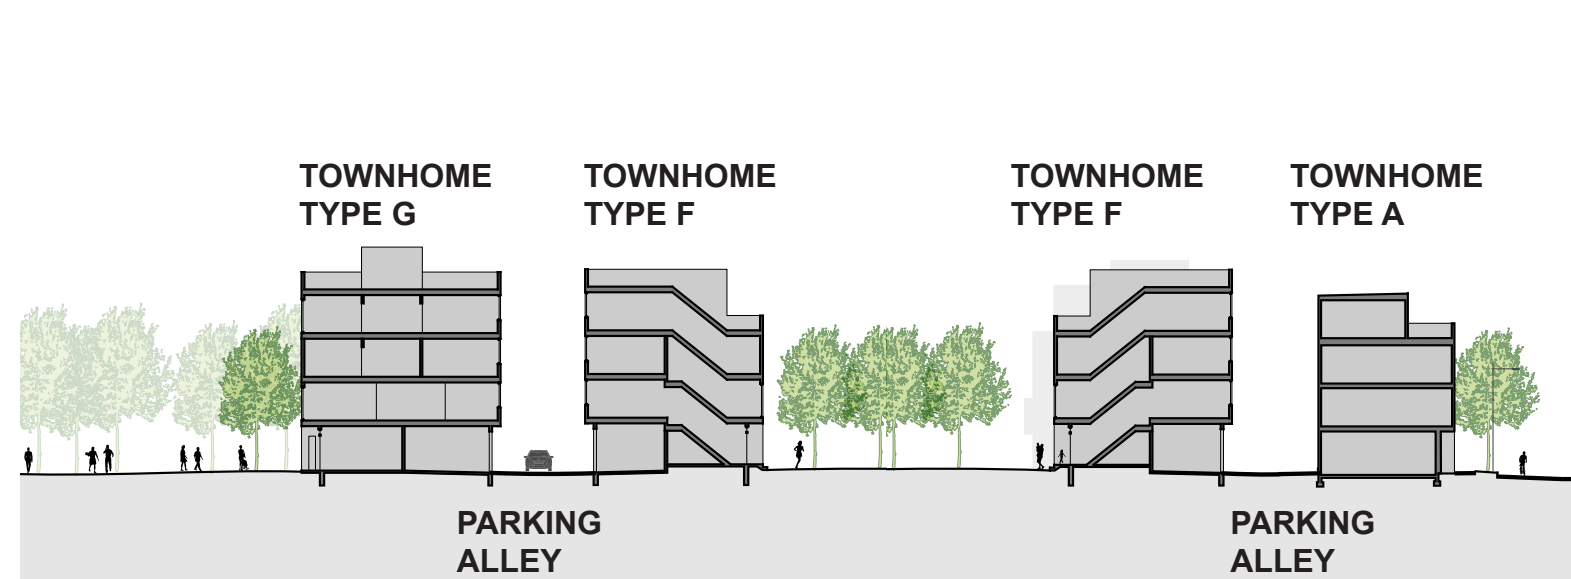 TOWNHOME
TYPE G
TOWNHOME
TYPE F
TOWNHOME
TYPE F
TOWNHOME
TYPE A
PARKING
ALLEY
PARKING
ALLEY